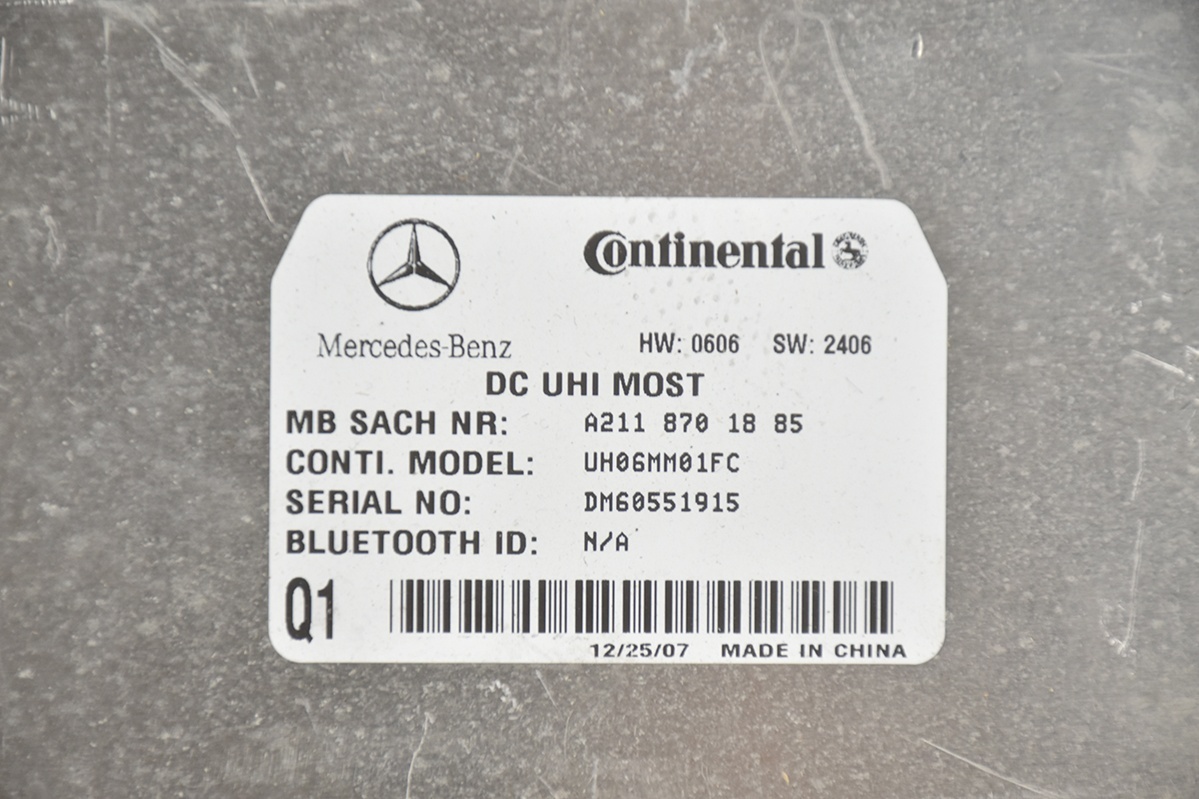 Continental
Mercedes-Benz
HW: 0606 SW: 2406
DC UHI MOST
MB SACH NR: A211 870 18 85
CONTI. MODEL: UH06MM01FC
SERIAL NO: DM60551915
BLUETOOTH ID: N/A
Q1
12/25/07 MADE IN CHINA